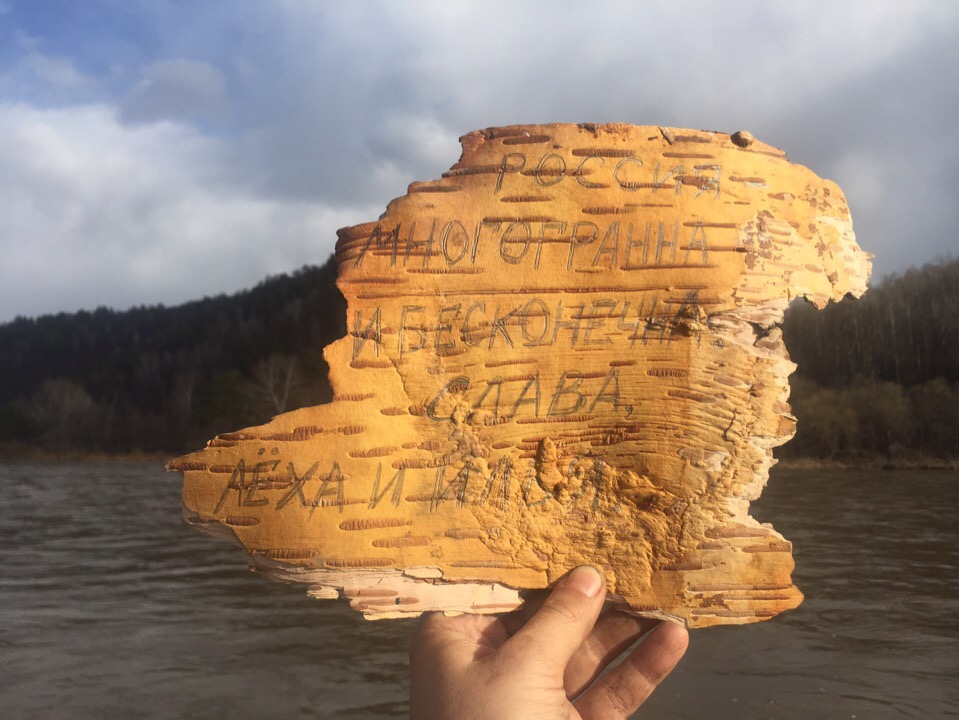 РОССИЯ
МНОГОГРАННА
И БЕСКОНЕЧНА.
СЛАВА,
ЛЁХА И ИЛЬЯ